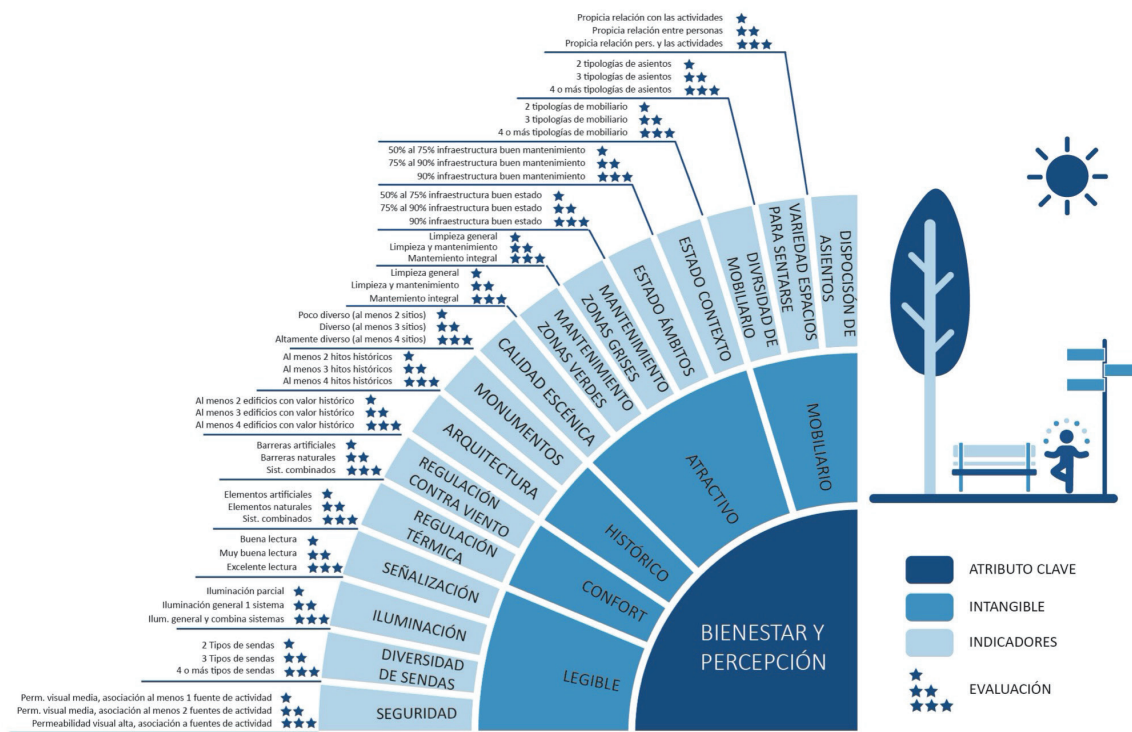 Propicia relación con las actividades
Propicia relación entre personas
Propicia relación pers. y las actividades
2 tipologías de asientos
3 tipologías de asientos
4 o más tipologías de asientos
2 tipologías de mobiliario
3 tipologías de mobiliario
4 o más tipologías de mobiliario
50% al 75% infraestructura buen mantenimiento
75% al 90% infraestructura buen mantenimiento
90% infraestructura buen mantenimiento
50% al 75% infraestructura buen estado
75% al 90% infraestructura buen estado
90% infraestructura buen estado
Limpieza general
Limpieza y mantenimiento
Mantemiento integral
Limpieza general
Limpieza y mantenimiento
Mantemiento integral
Poco diverso (al menos 2 sitios)
Diverso (al menos 3 sitios)
Altamente diverso (al menos 4 sitios)
Al menos 2 hitos históricos
Al menos 3 hitos históricos
Al menos 4 hitos históricos
Al menos 2 edificios con valor histórico
Al menos 3 edificios con valor histórico
Al menos 4 edificios con valor histórico
Barreras artificiales
Barreras naturales
Sist. combinados
Elementos artificiales
Elementos naturales
Sist. combinados
Buena lectura
Muy buena lectura
Excelente lectura
Iluminación parcial
Iluminación general 1 sistema
Ilum. general y combina sistemas
2 Tipos de sendas
3 Tipos de sendas
4 o más tipos de sendas
Perm. visual media, asociación al menos 1 fuente de actividad
Perm. visual media, asociación al menos 2 fuentes de actividad
Permeabilidad visual alta, asociación a fuentes de actividad
DISPOCISÓN DE
ASIENTOS
VARIEDAD ESPACIOS
PARA SENTARSE
DIVRSIDAD DE
MOBILIARIO
ESTADO CONTEXTO
ESTADO ÁMBITOS
MANTENIMIENTO
ZONAS GRISES
MANTENIMIENTO
ZONAS VERDES
CALIDAD ESCÉNICA
MONUMENTOS
ARQUITECTURA
REGULACIÓN
CONTRA VIENTO
REGULACIÓN
TÉRMICA
SEÑALIZACIÓN
ILUMINACIÓN
DIVERSIDAD
DE SENDAS
SEGURIDAD
MOBILIARIO
ATRACTIVO
HISTÓRICO
CONFORT
LEGIBLE
BIENESTAR Y
PERCEPCIÓN
ATRIBUTO CLAVE
INTANGIBLE
INDICADORES
EVALUACIÓN